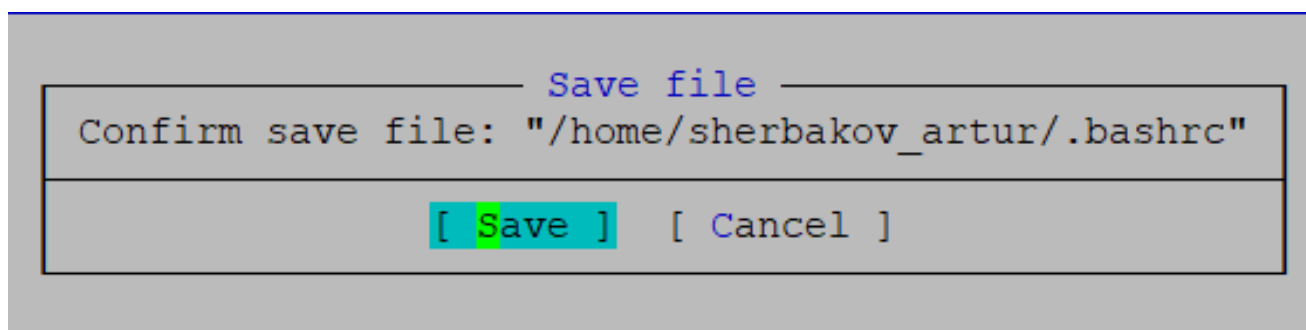 Save file
Confirm save file: "/home/sherbakov_artur/.bashrc"
[ Save ] [ Cancel ]